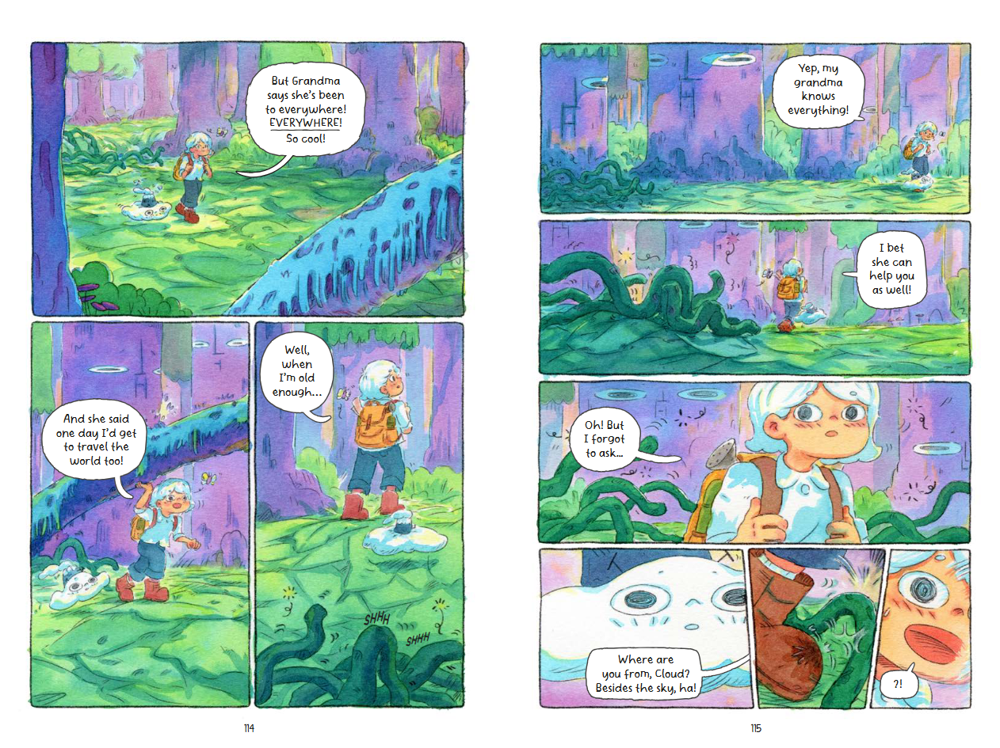 But Grandma
says she's been
to everywhere!
EVERYWHERE!
So cool!
And she said
one day I'd get
to travel the
world too!
Well,
when
I'm old
enough...
SHHH
SHHH
114
Yep, my
grandma
knows
everything!
I bet
she can
help you
as well!
Oh! But
I forgot
to ask...
Where are
you from, Cloud?
Besides the sky, ha!
?!
115